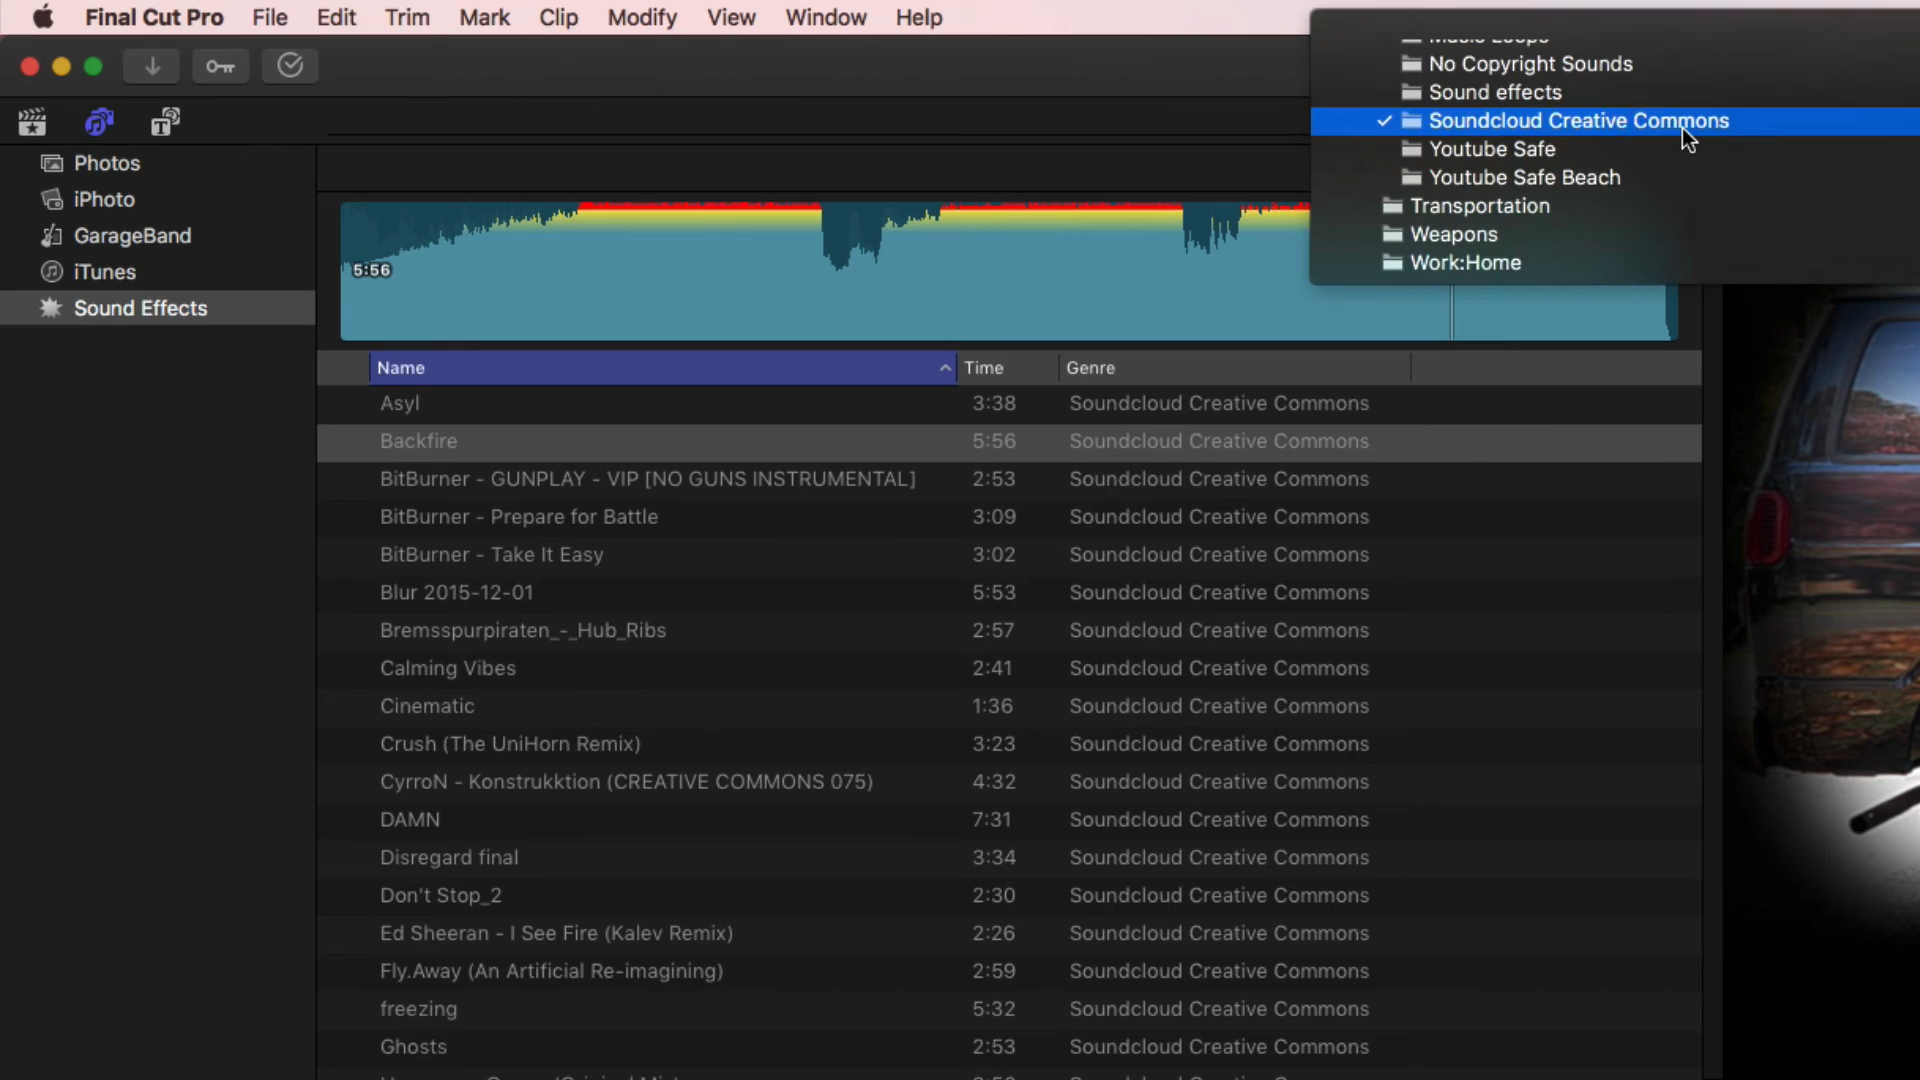 Final Cut Pro File Edit Trim Mark Clip Modify View Window Help
Music Loops
No Copyright Sounds
Sound effects
✓ Soundcloud Creative Commons
Youtube Safe
Youtube Safe Beach
Transportation
Weapons
Work:Home
Photos
iPhoto
GarageBand
iTunes
Sound Effects
5:56
Name Time Genre
Asyl 3:38 Soundcloud Creative Commons
Backfire 5:56 Soundcloud Creative Commons
BitBurner - GUNPLAY - VIP [NO GUNS INSTRUMENTAL] 2:53 Soundcloud Creative Commons
BitBurner - Prepare for Battle 3:09 Soundcloud Creative Commons
BitBurner - Take It Easy 3:02 Soundcloud Creative Commons
Blur 2015-12-01 5:53 Soundcloud Creative Commons
Bremsspurpiraten_-_Hub_Ribs 2:57 Soundcloud Creative Commons
Calming Vibes 2:41 Soundcloud Creative Commons
Cinematic 1:36 Soundcloud Creative Commons
Crush (The UniHorn Remix) 3:23 Soundcloud Creative Commons
CyrroN - Konstrukktion (CREATIVE COMMONS 075) 4:32 Soundcloud Creative Commons
DAMN 7:31 Soundcloud Creative Commons
Disregard final 3:34 Soundcloud Creative Commons
Don't Stop_2 2:30 Soundcloud Creative Commons
Ed Sheeran - I See Fire (Kalev Remix) 2:26 Soundcloud Creative Commons
Fly.Away (An Artificial Re-imagining) 2:59 Soundcloud Creative Commons
freezing 5:32 Soundcloud Creative Commons
Ghosts 2:53 Soundcloud Creative Commons